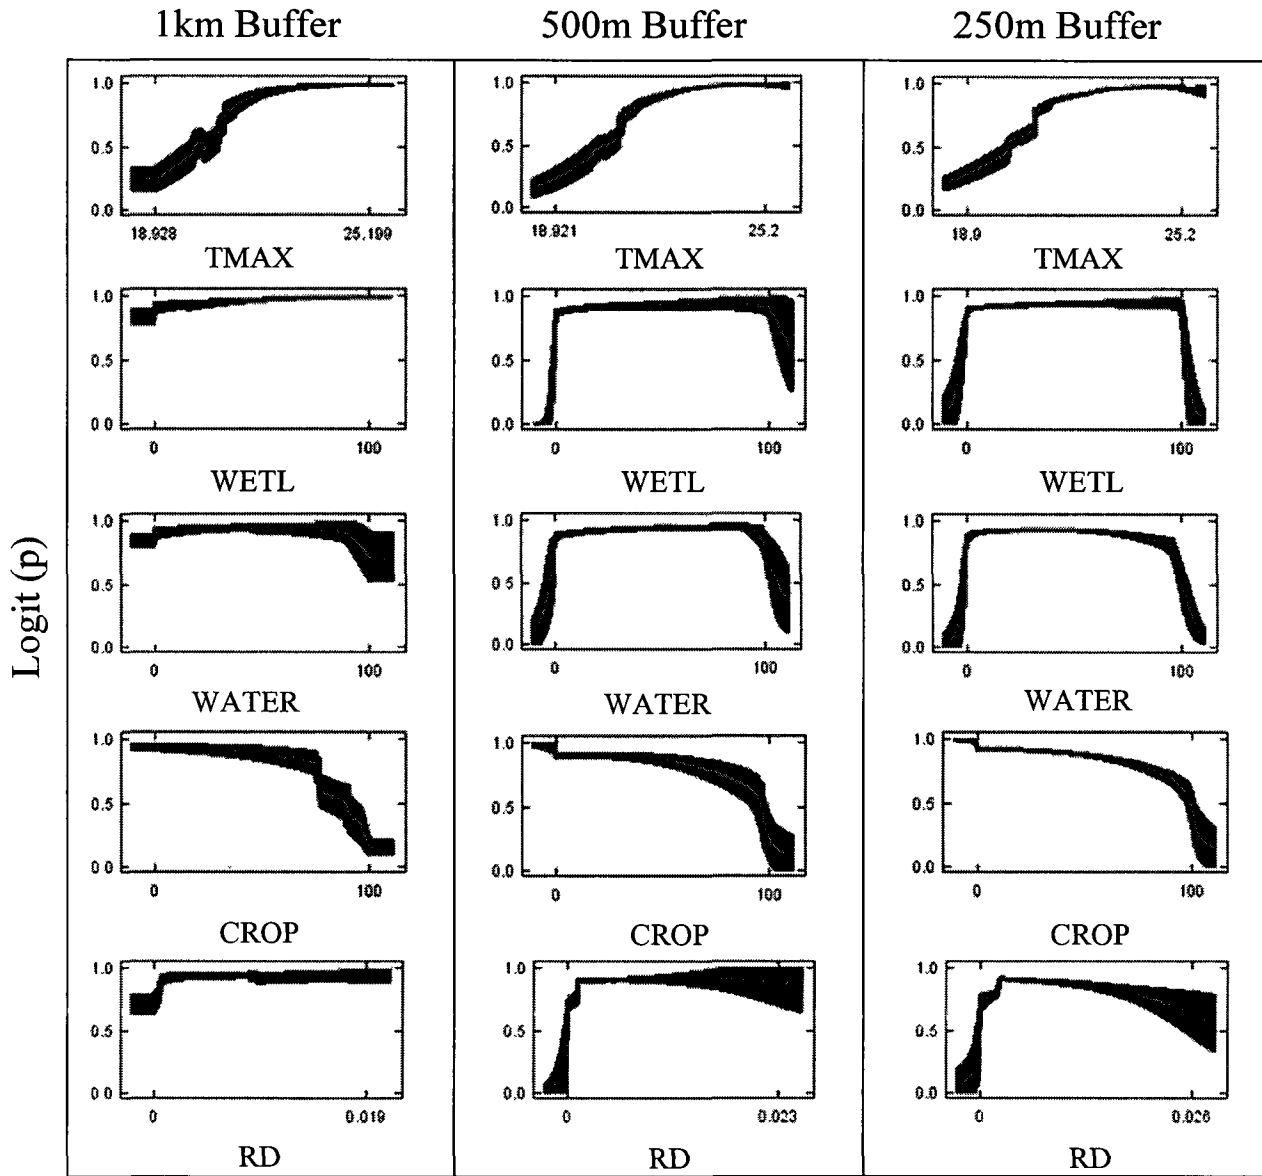 1km Buffer 500m Buffer 250m Buffer
Logit (p)
1.0 1.0 1.0
0.5 0.5 0.5
0.0 0.0 0.0
18.928 25.199 18.921 25.2 18.9 25.2
TMAX TMAX TMAX
1.0 1.0 1.0
0.5 0.5 0.5
0.0 0.0 0.0
0 100 0 100 0 100
WETL WETL WETL
1.0 1.0 1.0
0.5 0.5 0.5
0.0 0.0 0.0
0 100 0 100 0 100
WATER WATER WATER
1.0 1.0 1.0
0.5 0.5 0.5
0.0 0.0 0.0
0 100 0 100 0 100
CROP CROP CROP
1.0 1.0 1.0
0.5 0.5 0.5
0.0 0.0 0.0
0 0.019 0 0.023 0 0.026
RD RD RD